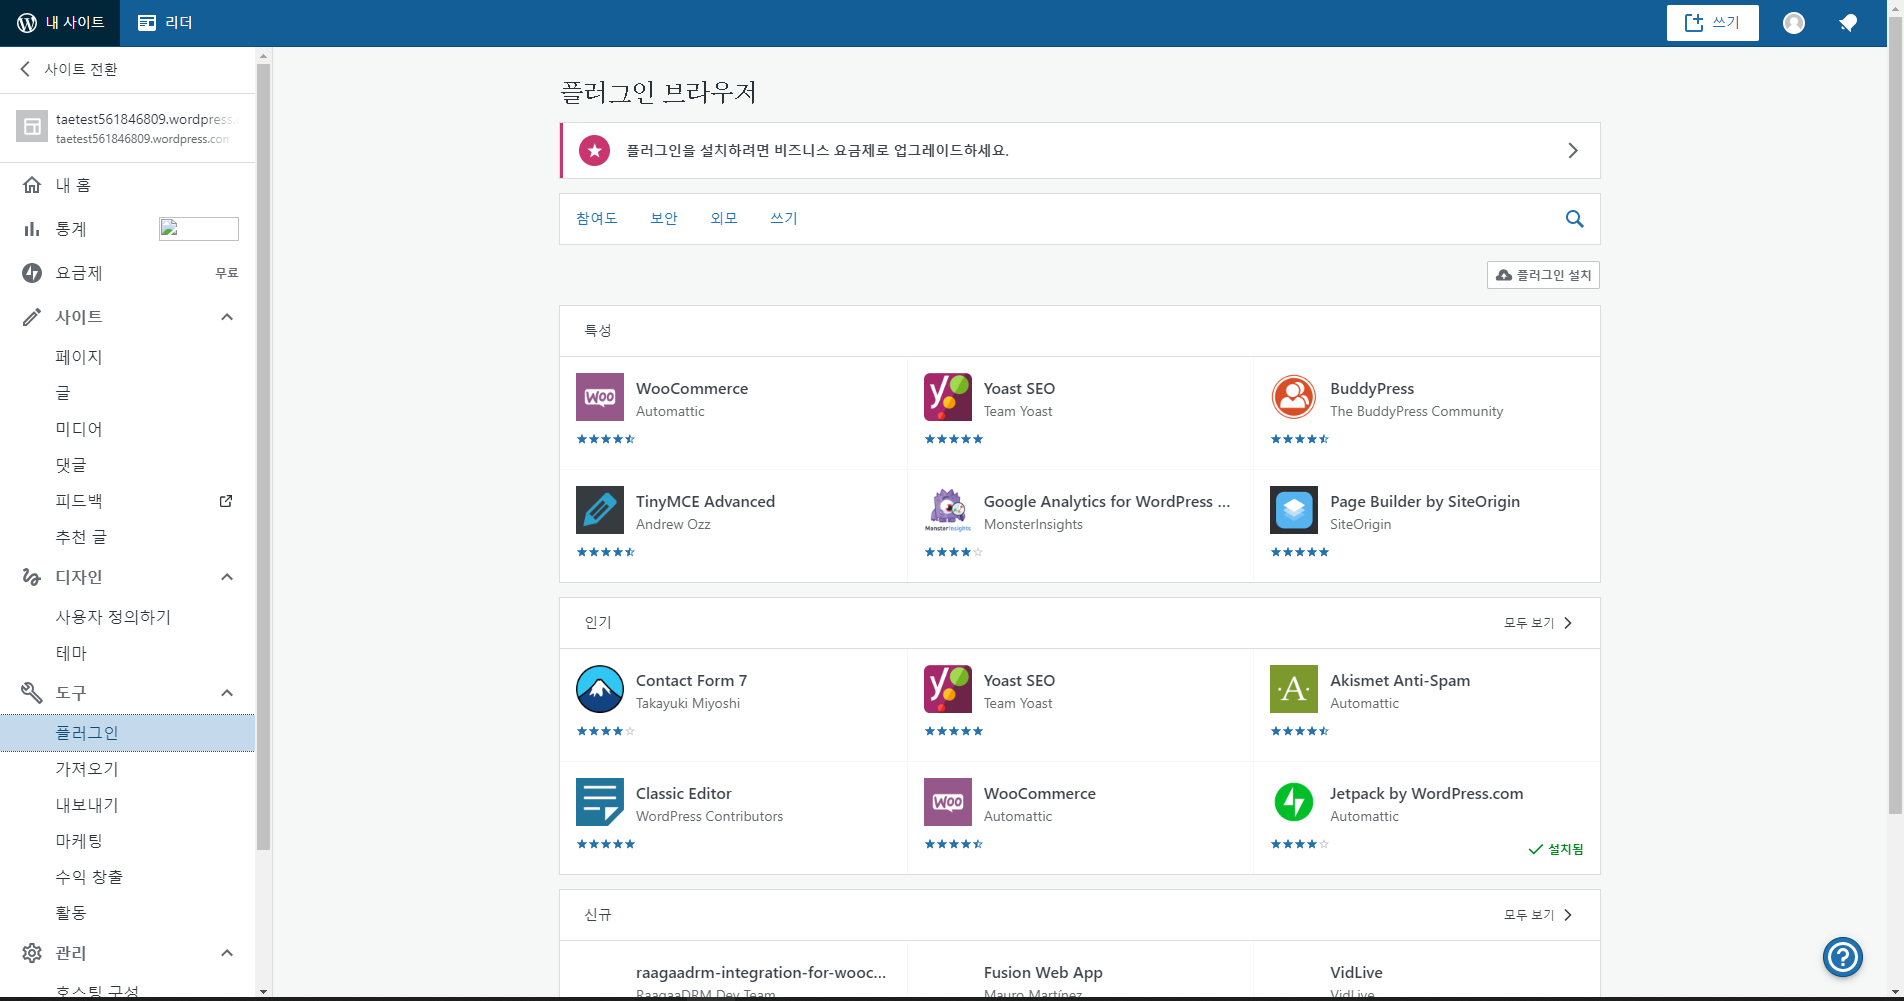 내 사이트
리더
쓰기
사이트 전환
taetest561846809.wordpress.
taetest561846809.wordpress.com
내 홈
통계
요금제 무료
사이트
페이지
글
미디어
댓글
피드백
추천 글
디자인
사용자 정의하기
테마
도구
플러그인
가져오기
내보내기
마케팅
수익 창출
활동
관리
호스팅 구성
플러그인 브라우저
플러그인을 설치하려면 비즈니스 요금제로 업그레이드하세요.
참여도 보안 외모 쓰기
플러그인 설치
특성
WooCommerce
Automattic
Yoast SEO
Team Yoast
BuddyPress
The BuddyPress Community
TinyMCE Advanced
Andrew Ozz
MonsterInsights
Google Analytics for WordPress ...
MonsterInsights
Page Builder by SiteOrigin
SiteOrigin
인기 모두 보기
Contact Form 7
Takayuki Miyoshi
Yoast SEO
Team Yoast
Akismet Anti-Spam
Automattic
Classic Editor
WordPress Contributors
WooCommerce
Automattic
Jetpack by WordPress.com
Automattic
설치됨
신규 모두 보기
raagaadrm-integration-for-wooc...
RaagaaDRM Dev Team
Fusion Web App
Mauro Martínez
VidLive
VidLive